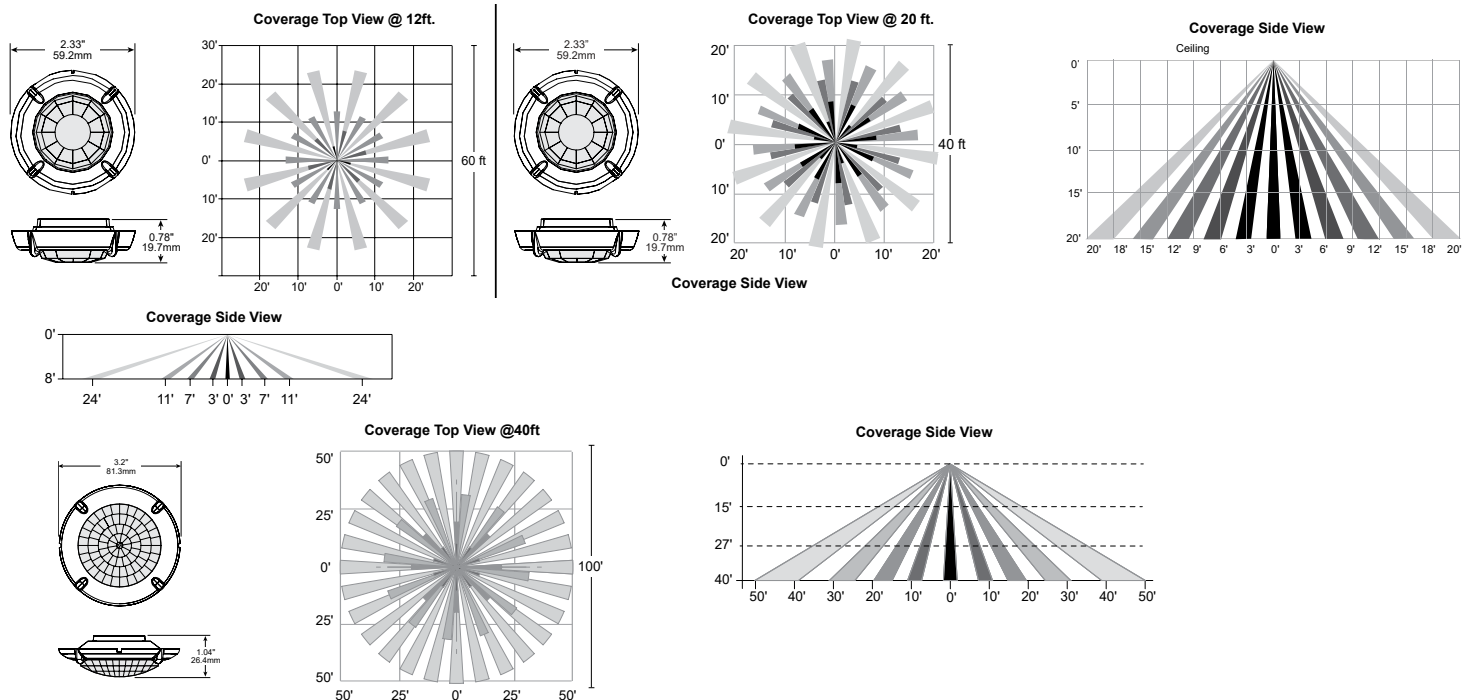 Coverage Top View @ 12ft.
2.33"
59.2mm
30'
20'
10'
0'
10'
20'
20' 10' 0' 10' 20'
60 ft
0.78"
19.7mm
Coverage Side View
0'
8'
24' 11' 7' 3' 0' 3' 7' 11' 24'
Coverage Top View @ 20 ft.
2.33"
59.2mm
20'
10'
0'
10'
20'
20' 10' 0' 10' 20'
40 ft
0.78"
19.7mm
Coverage Side View
Coverage Side View
Ceiling
0'
5'
10'
15'
20'
20' 18' 15' 12' 9' 6' 3' 0' 3' 6' 9' 12' 15' 18' 20'
Coverage Top View @40ft
3.2"
81.3mm
50'
25'
0'
25'
50'
50' 25' 0' 25' 50'
100'
1.04"
26.4mm
Coverage Side View
0'
15'
27'
40'
50' 40' 30' 20' 10' 0' 10' 20' 30' 40' 50'